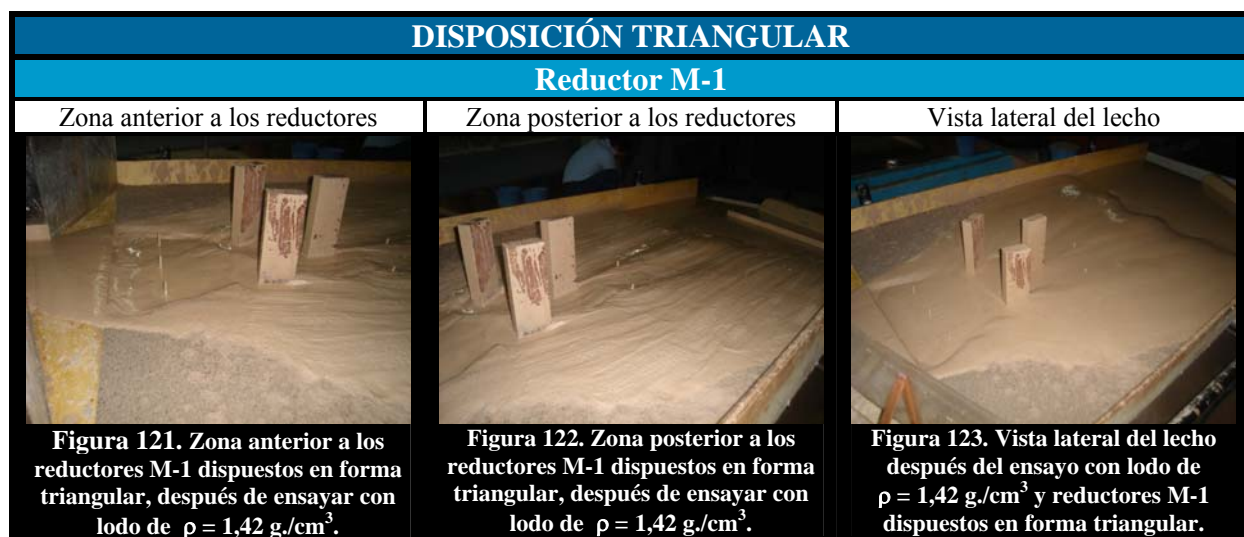 DISPOSICIÓN TRIANGULAR
Reductor M-1
Zona anterior a los reductores
Zona posterior a los reductores
Vista lateral del lecho
Figura 121. Zona anterior a los
reductores M-1 dispuestos en forma
triangular, después de ensayar con
lodo de ρ = 1,42 g./cm³.
Figura 122. Zona posterior a los
reductores M-1 dispuestos en forma
triangular, después de ensayar con
lodo de ρ = 1,42 g./cm³.
Figura 123. Vista lateral del lecho
después del ensayo con lodo de
ρ = 1,42 g./cm³ y reductores M-1
dispuestos en forma triangular.